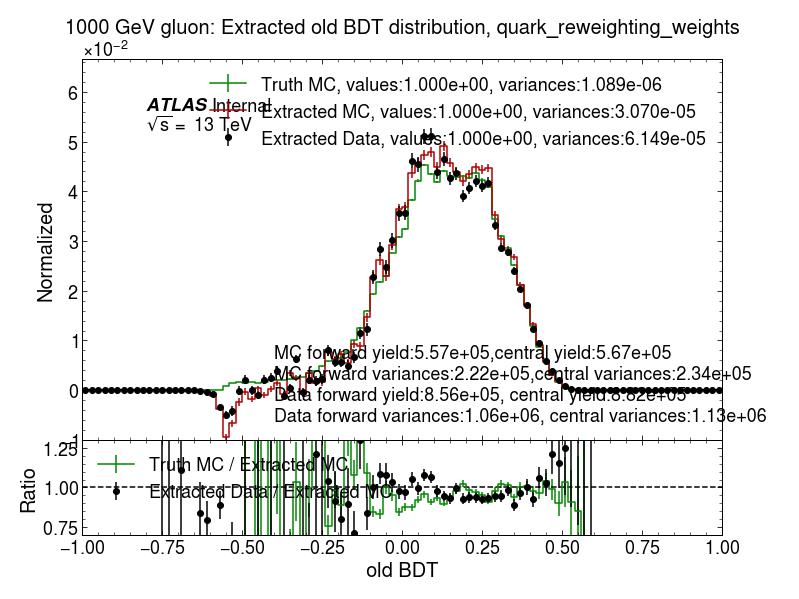 1000 GeV gluon: Extracted old BDT distribution, quark_reweighting_weights
×10⁻²
Truth MC, values:1.000e+00, variances:1.089e-06
ATLAS Internal
Extracted MC, values:1.000e+00, variances:3.070e-05
√s = 13 TeV
Extracted Data, values:1.000e+00, variances:6.149e-05
Normalized
6
5
4
3
2
1
0
−1
MC forward yield:5.57e+05,central yield:5.67e+05
MC forward variances:2.22e+05,central variances:2.34e+05
Data forward yield:8.56e+05, central yield:8.82e+05
Data forward variances:1.06e+06, central variances:1.13e+06
Ratio
1.25
1.00
0.75
Truth MC / Extracted MC
Extracted Data / Extracted MC
−1.00 −0.75 −0.50 −0.25 0.00 0.25 0.50 0.75 1.00
old BDT